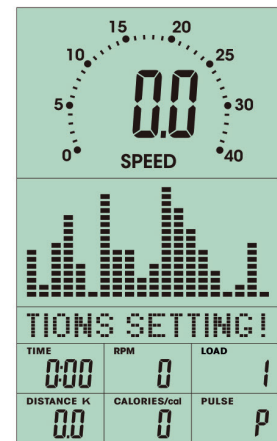 15 20
10 25
5 0.0 30
0 SPEED 40
TIONS SETTING!
TIME RPM LOAD
0:00 0 1
DISTANCE K CALORIES/cal PULSE
0.0 0 P